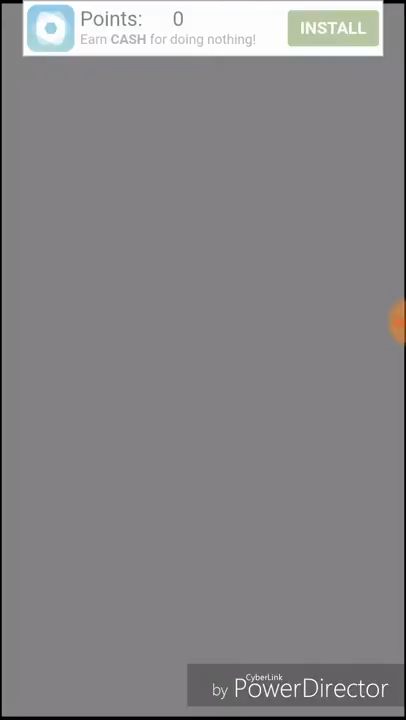 Points: 0
Earn CASH for doing nothing!
INSTALL
CyberLink
by PowerDirector